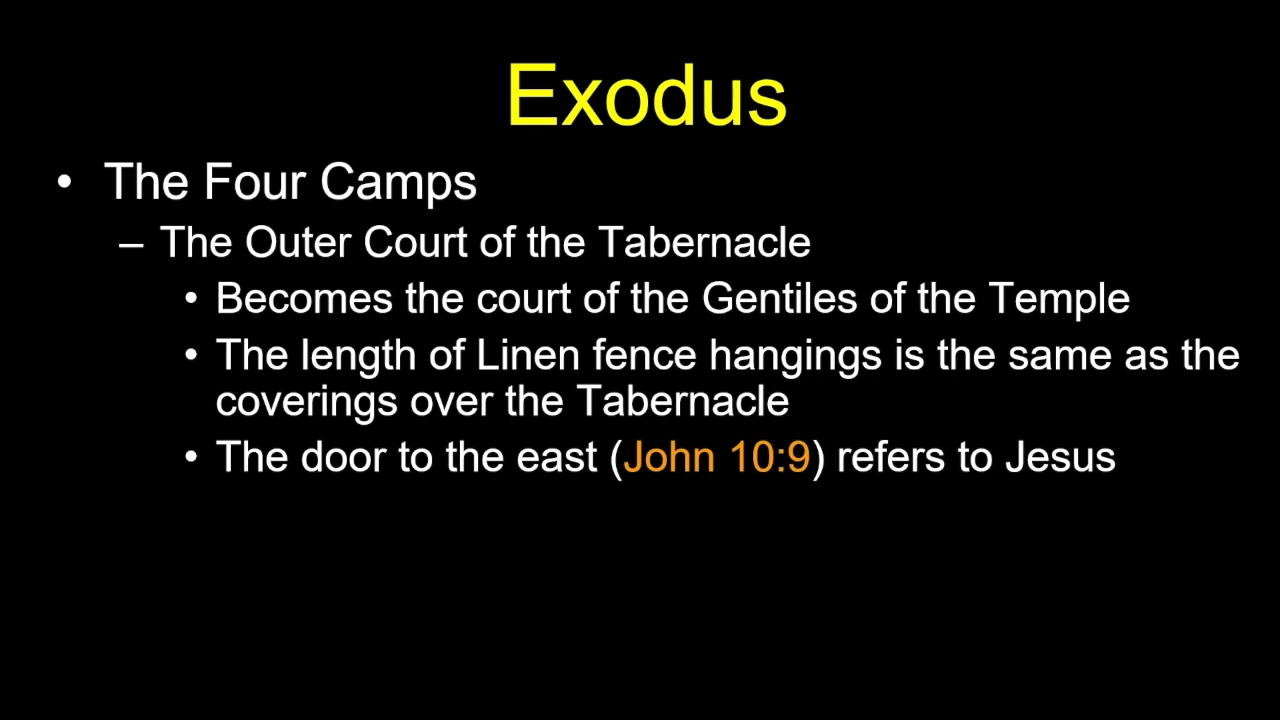 Exodus
• The Four Camps
– The Outer Court of the Tabernacle
• Becomes the court of the Gentiles of the Temple
• The length of Linen fence hangings is the same as the
coverings over the Tabernacle
• The door to the east (John 10:9) refers to Jesus